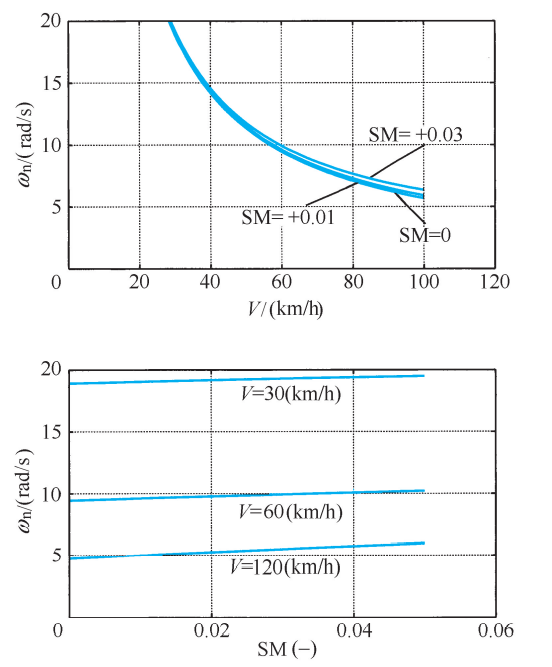 20
15
10
5
0
ωn/( rad/s)
SM= +0.03
SM= +0.01
SM=0
20 40 60 80 100 120
V/(km/h)
20
15
10
5
0
ωn/(rad/s)
V=30(km/h)
V=60(km/h)
V=120(km/h)
0.02 0.04 0.06
SM (−)